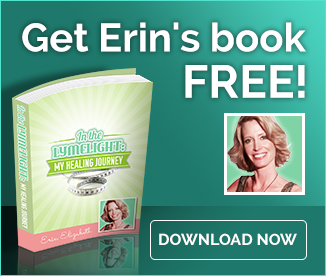 Get Erin's book
FREE!
In the
LYMELIGHT:
MY HEALING JOURNEY
Erin Elizabeth
DOWNLOAD NOW